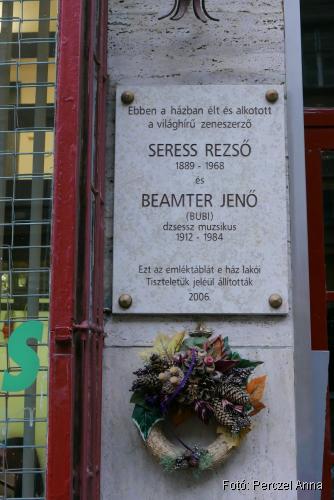 Ebben a házban élt és alkotott
a világhírű zeneszerző
SERESS REZSŐ
1889 - 1968
és
BEAMTER JENŐ
(BUBI)
dzsessz muzsikus
1912 - 1984
Ezt az emléktáblát e ház lakói
Tiszteletük jeléül állították
2006.
S
Fotó: Perczel Anna